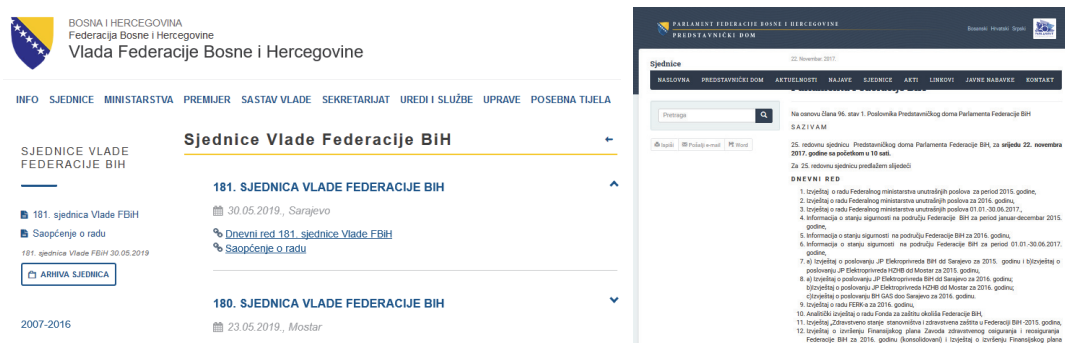 BOSNA I HERCEGOVINA
Federacija Bosne i Hercegovine
Vlada Federacije Bosne i Hercegovine
INFO SJEDNICE MINISTARSTVA PREMIJER SASTAV VLADE SEKRETARIJAT UREDI I SLUŽBE UPRAVE POSEBNA TIJELA
SJEDNICE VLADE
FEDERACIJE BIH
181. sjednica Vlade FBiH
Saopćenje o radu
181. sjednica Vlade FBiH 30.05.2019
ARHIVA SJEDNICA
2007-2016
Sjednice Vlade Federacije BiH
181. SJEDNICA VLADE FEDERACIJE BIH
30.05.2019., Sarajevo
Dnevni red 181. sjednice Vlade FBiH
Saopćenje o radu
180. SJEDNICA VLADE FEDERACIJE BIH
23.05.2019., Mostar
PARLAMENT FEDERACIJE BOSNE I HERCEGOVINE
PREDSTAVNIČKI DOM
Bosanski Hrvatski Srpski
Sjednice
22. Novembar 2017.
NASLOVNA PREDSTAVNIČKI DOM AKTUELNOSTI NAJAVE SJEDNICE AKTI LINKOVI JAVNE NABAVKE KONTAKT
Pretraga
Ispiši Pošalji e-mail Word
Na osnovu člana 96. stav 1. Poslovnika Predstavničkog doma Parlamenta Federacije BiH
S A Z I V A M
25. redovnu sjednicu Predstavničkog doma Parlamenta Federacije BiH, za srijedu 22. novembra
2017. godine sa početkom u 10 sati.
Za 25. redovnu sjednicu predlažem slijedeći
D N E V N I R E D
1. Izvještaj o radu Federalnog ministarstva unutrašnjih poslova za period 2015. godine,
2. Izvještaj o radu Federalnog ministarstva unutrašnjih poslova za 2016. godinu,
3. Izvještaj o radu Federalnog ministarstva unutrašnjih poslova 01.01.-30.06.2017.,
4. Informacija o stanju sigurnosti na području Federacije BiH za period januar-decembar 2015.
godine,
5. Informacija o stanju sigurnosti na području Federacije BiH za 2016. godinu,
6. Informacija o stanju sigurnosti na području Federacije BiH za period 01.01.-30.06.2017.
godine,
7. a) Izvještaj o poslovanju JP Elektroprivreda BiH dd Sarajevo za 2015. godinu i b)Izvještaj o
poslovanju JP Elektroprivreda HZHB dd Mostar za 2015. godinu,
8. a) Izvještaj o poslovanju JP Elektroprivreda BiH dd Sarajevo za 2016. godinu;
b)Izvještaj o poslovanju JP Elektroprivreda HZHB dd Mostar za 2016. godinu;
c)Izvještaj o poslovanju BH GAS doo Sarajevo za 2016. godinu.
9. Izvještaj o radu FERK-a za 2016. godinu,
10. Analitički izvještaj o radu Fonda za zaštitu okoliša Federacije BiH,
11. Izvještaj „Zdravstveno stanje stanovništva i zdravstvena zaštita u Federaciji BiH -2015. godina,
12. Izvještaj o izvršenju Finansijskog plana Zavoda zdravstvenog osiguranja i reosiguranja
Federacije BiH za 2016. godinu (konsolidovani) i Izvještaj o izvršenju Finansijskog plana